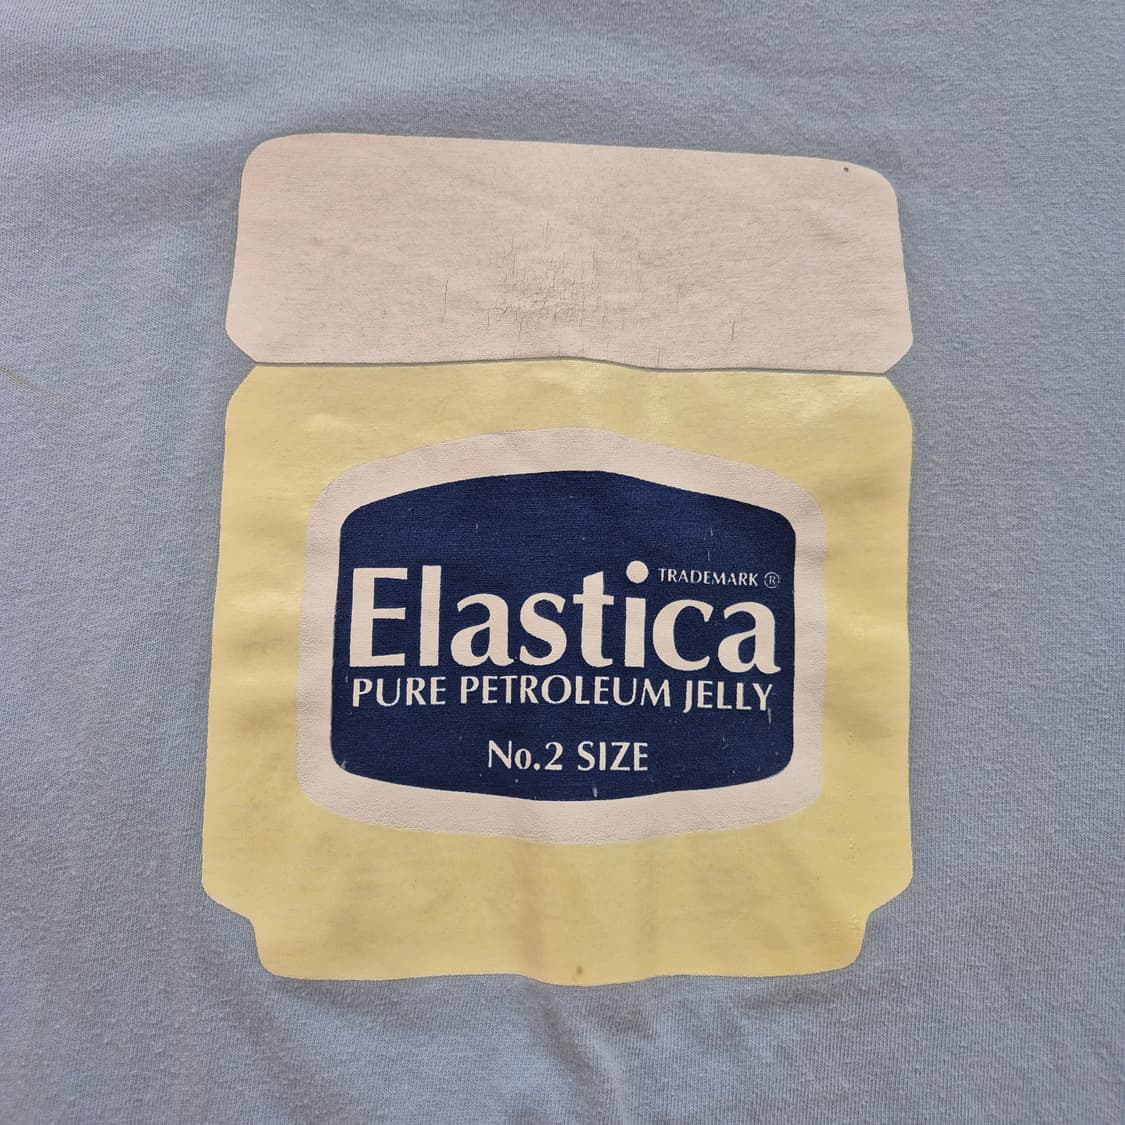 TRADEMARK ®
Elastica
PURE PETROLEUM JELLY
No.2 SIZE